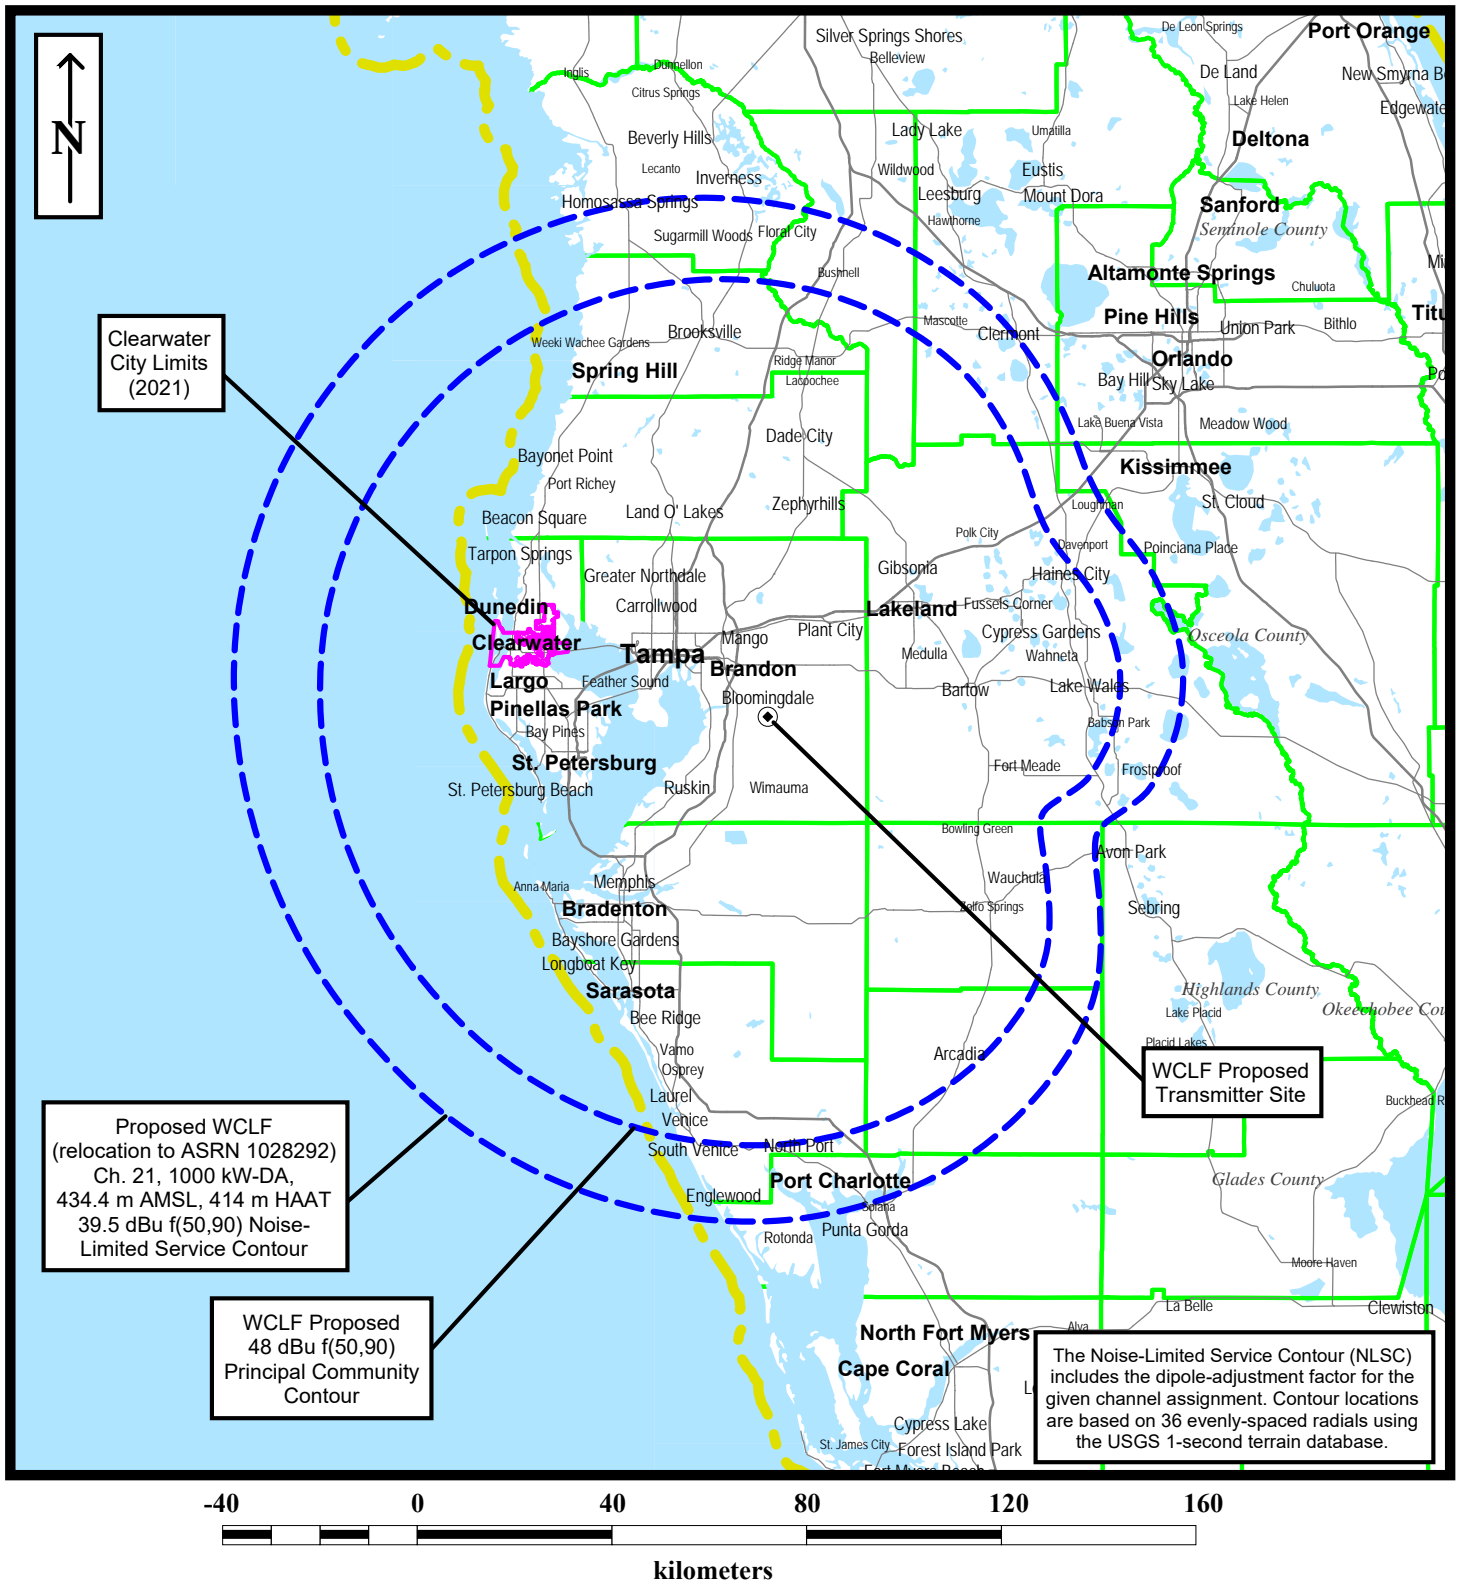 Silver Springs Shores
De Leon Springs
Port Orange
Belleview
Inglis
Dunnellon
De Land
New Smyrna B
Citrus Springs
Lake Helen
Edgewate
N
Beverly Hills
Lady Lake
Umatilla
Deltona
Lecanto
Inverness
Wildwood
Eustis
Homosassa Springs
Leesburg
Mount Dora
Sanford
Hawthorne
Seminole County
Sugarmill Woods
Floral City
Bushnell
Altamonte Springs
Chuluota
Clearwater
City Limits
(2021)
Weeki Wachee Gardens
Brooksville
Mascotte
Clermont
Pine Hills
Union Park
Bithlo
Titu
Spring Hill
Ridge Manor
Lacoochee
Orlando
Bay Hill
Sky Lake
Dade City
Lake Buena Vista
Meadow Wood
Bayonet Point
Kissimmee
Port Richey
Beacon Square
Land O' Lakes
Zephyrhills
Loughman
St. Cloud
Tarpon Springs
Polk City
Davenport
Poinciana Place
Greater Northdale
Gibsonia
Haines City
Dunedin
Carrollwood
Lakeland
Fussels Corner
Clearwater
Tampa
Mango
Plant City
Cypress Gardens
Osceola County
Brandon
Medulla
Wahneta
Largo
Feather Sound
Bloomingdale
Bartow
Lake Wales
Pinellas Park
Bay Pines
Babson Park
St. Petersburg
Fort Meade
Frostproof
St. Petersburg Beach
Ruskin
Wimauma
Bowling Green
Avon Park
Anna Maria
Memphis
Wauchula
Bradenton
Zolfo Springs
Sebring
Bayshore Gardens
Longboat Key
Sarasota
Highlands County
Bee Ridge
Lake Placid
Okeechobee Cou
Vamo
Osprey
Arcadia
Placid Lakes
WCLF Proposed
Transmitter Site
Laurel
Buckhead R
Venice
Proposed WCLF
(relocation to ASRN 1028292)
Ch. 21, 1000 kW-DA,
434.4 m AMSL, 414 m HAAT
39.5 dBu f(50,90) Noise-
Limited Service Contour
South Venice
North Port
Port Charlotte
Glades County
Englewood
Solana
Rotonda
Punta Gorda
Moore Haven
La Belle
Clewiston
WCLF Proposed
48 dBu f(50,90)
Principal Community
Contour
North Fort Myers
Alva
Cape Coral
The Noise-Limited Service Contour (NLSC)
includes the dipole-adjustment factor for the
given channel assignment. Contour locations
are based on 36 evenly-spaced radials using
the USGS 1-second terrain database.
Cypress Lake
St. James City
Forest Island Park
-40 0 40 80 120 160
kilometers